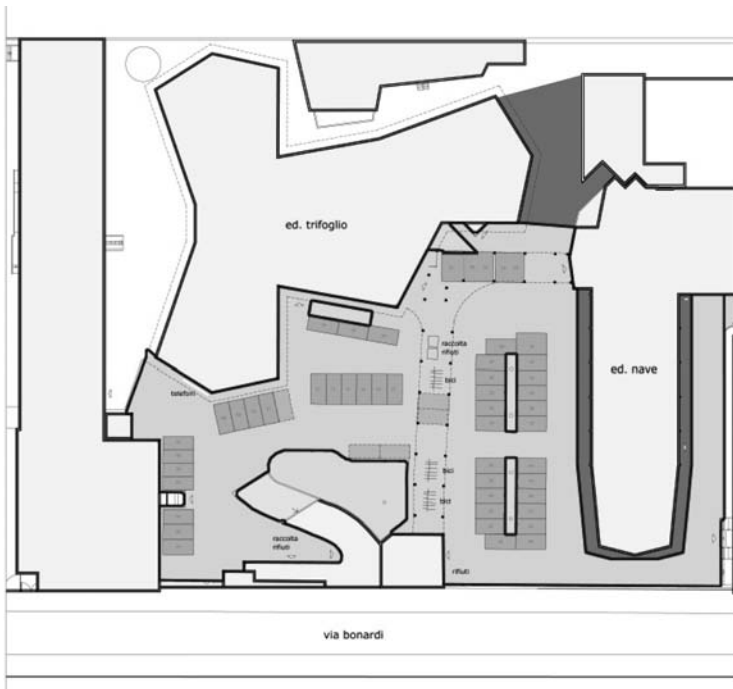 ed. trifoglio
raccolta
rifiuti
bici
ed. nave
telefoni
bici
bici
raccolta
rifiuti
rifiuti
via bonardi